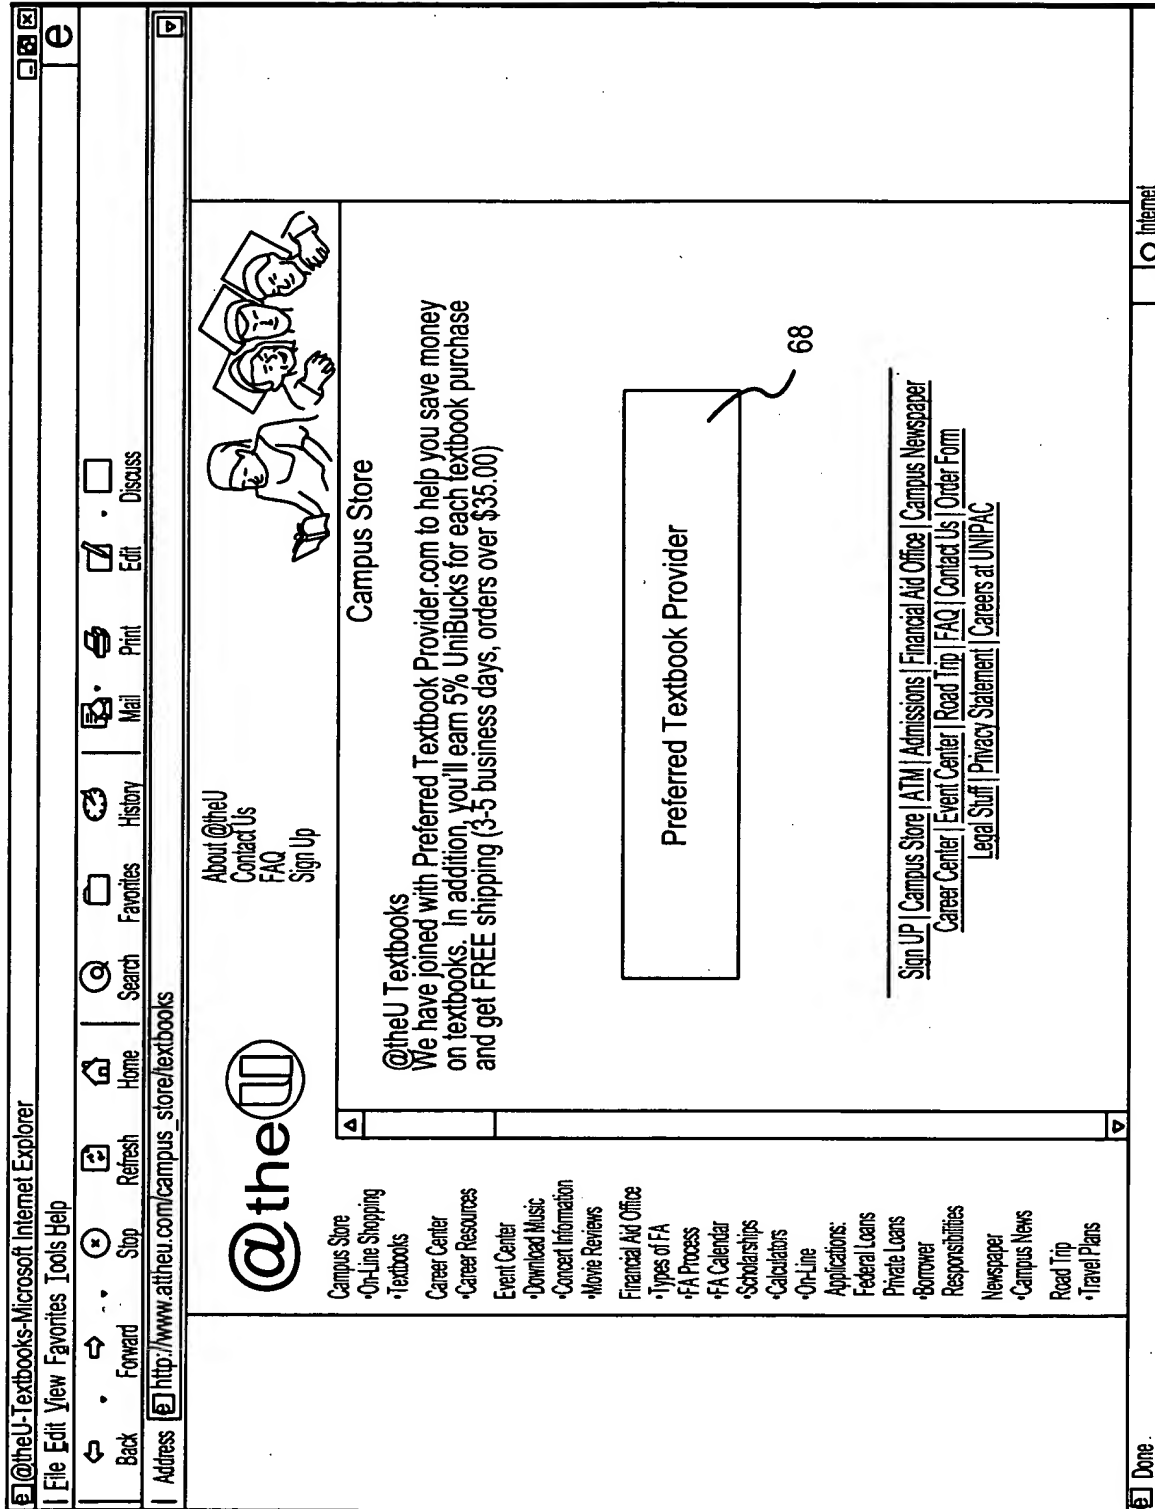 @theU-Textbooks-Microsoft Internet Explorer
File Edit View Favorites Tools Help
Back Forward Stop Refresh Home Search Favorites History Mail Print Edit Discuss
Address http://www.attheu.com/campus_store/textbooks
@theU
About @theU
Contact Us
FAQ
Sign Up
Campus Store
•On-Line Shopping
•Textbooks
Career Center
•Career Resources
Event Center
•Download Music
•Concert Information
•Movie Reviews
Financial Aid Office
•Types of FA
•FA Process
•FA Calendar
•Scholarships
•Calculators
•On-Line
Applications:
Federal Loans
Private Loans
•Borrower
Responsibilities
Newspaper
•Campus News
Road Trip
•Travel Plans
Campus Store
@theU Textbooks
We have joined with Preferred Textbook Provider.com to help you save money
on textbooks. In addition, you'll earn 5% UniBucks for each textbook purchase
and get FREE shipping (3-5 business days, orders over $35.00)
Preferred Textbook Provider
68
Sign UP | Campus Store | ATM | Admissions | Financial Aid Office | Campus Newspaper
Career Center | Event Center | Road Trip | FAQ | Contact Us | Order Form
Legal Stuff | Privacy Statement | Careers at UNIPAC
Done
Internet